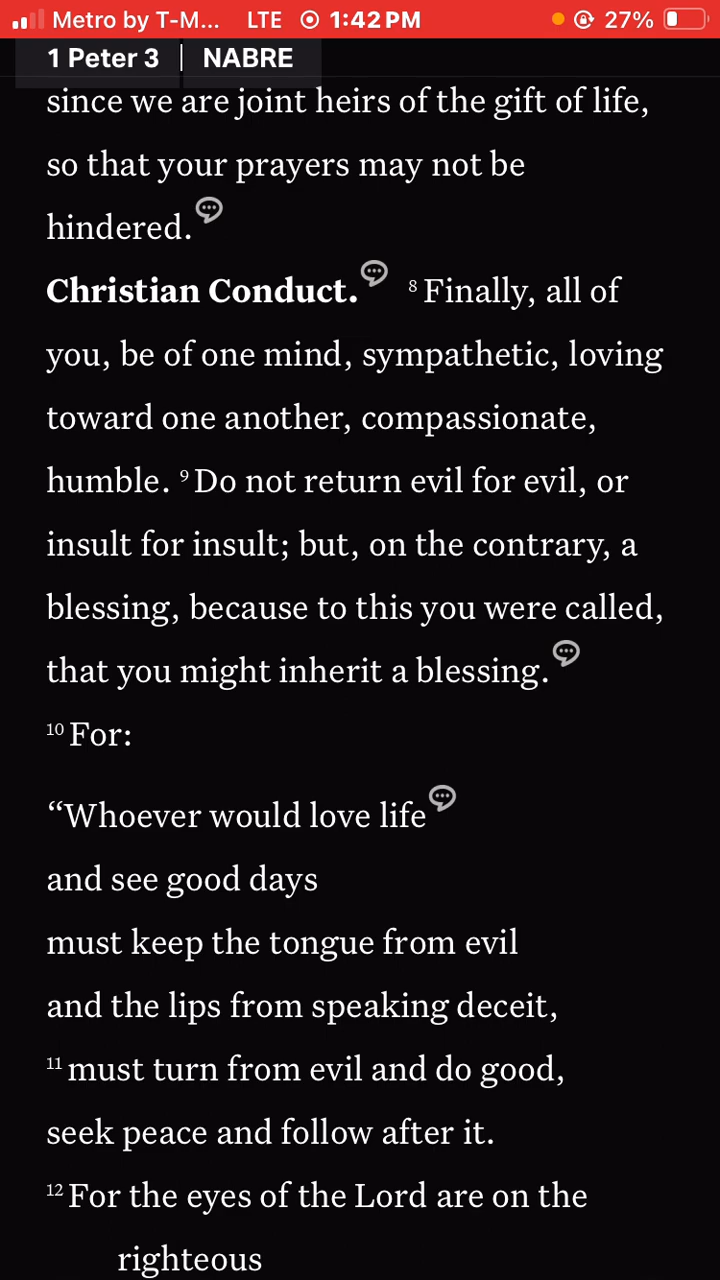 Metro by T-M... LTE 1:42 PM 27%
1 Peter 3 | NABRE
since we are joint heirs of the gift of life,
so that your prayers may not be
hindered.
Christian Conduct. 8 Finally, all of
you, be of one mind, sympathetic, loving
toward one another, compassionate,
humble. 9 Do not return evil for evil, or
insult for insult; but, on the contrary, a
blessing, because to this you were called,
that you might inherit a blessing.
10 For:
“Whoever would love life
and see good days
must keep the tongue from evil
and the lips from speaking deceit,
11 must turn from evil and do good,
seek peace and follow after it.
12 For the eyes of the Lord are on the
righteous